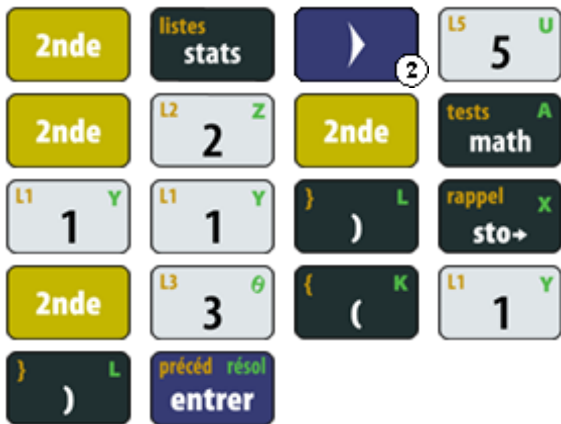 2nde listes stats 2 L5 U 5
2nde L2 Z 2 2nde tests A math
L1 Y 1 L1 Y 1 } L ) rappel X sto→
2nde L3 θ 3 { K ( L1 Y 1
} L ) précéd résol entrer